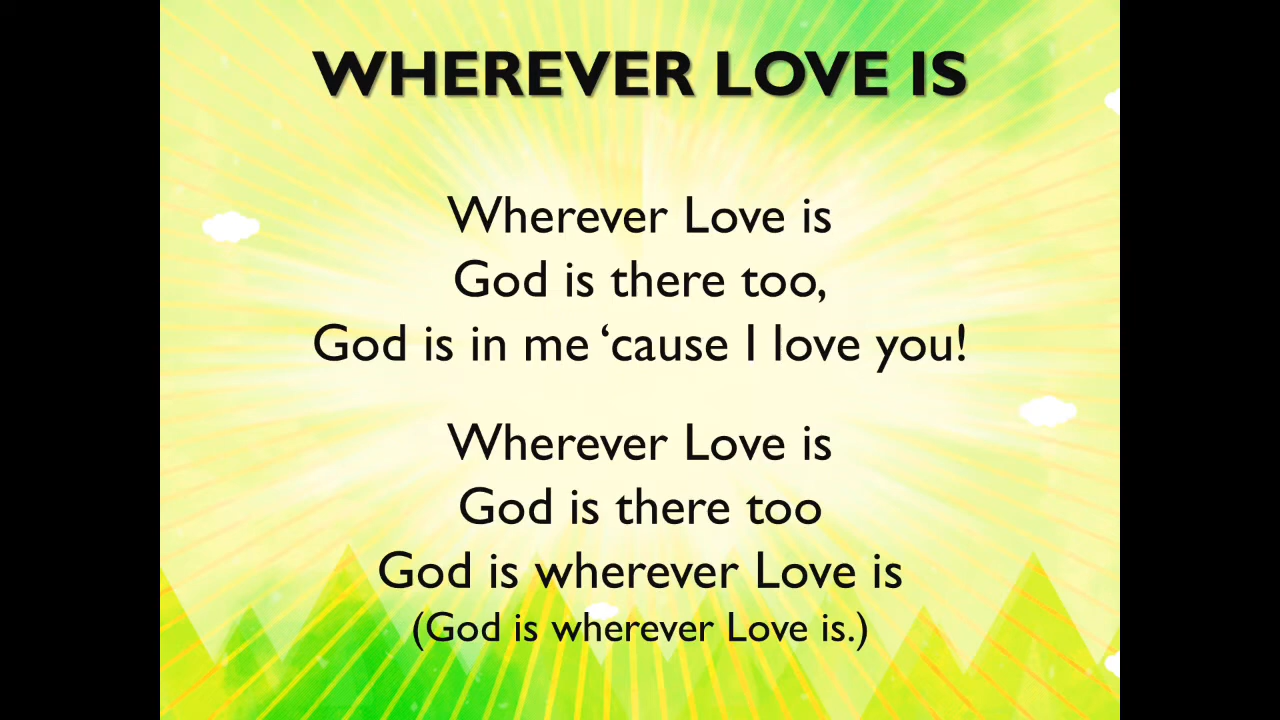 WHEREVER LOVE IS
Wherever Love is
God is there too,
God is in me ‘cause I love you!
Wherever Love is
God is there too
God is wherever Love is
(God is wherever Love is.)